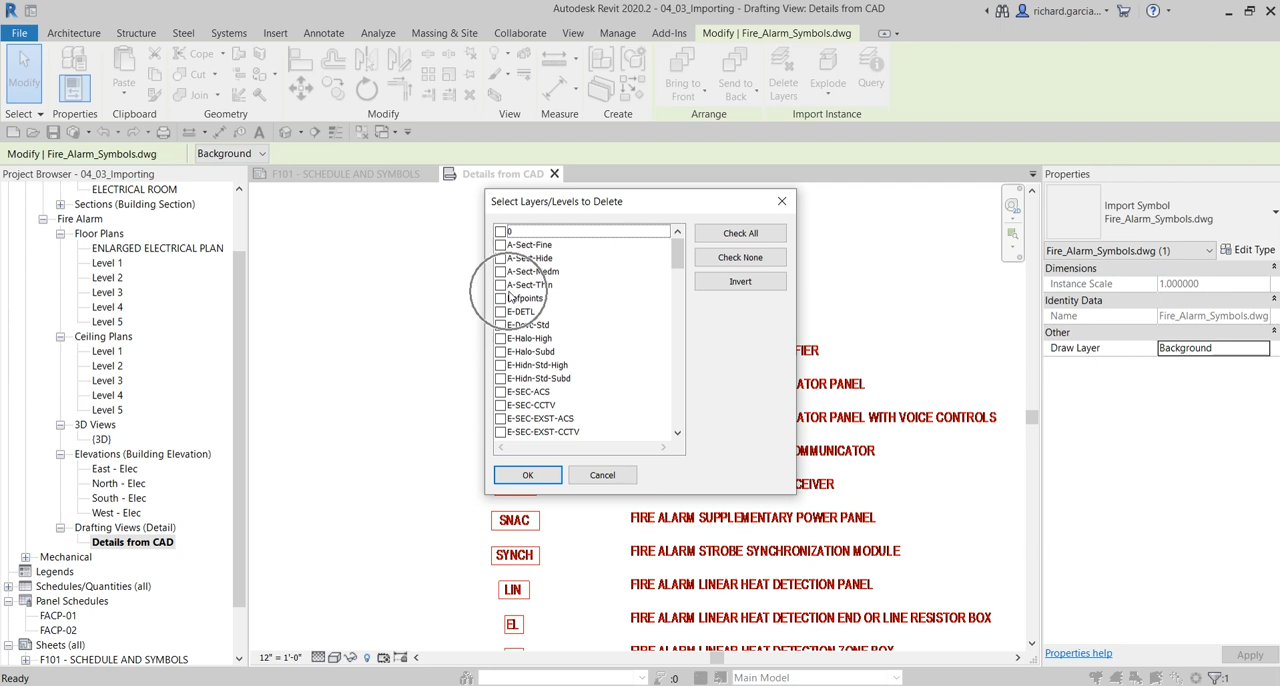 Autodesk Revit 2020.2 - 04_03_Importing - Drafting View: Details from CAD
richard.garcia...
File Architecture Structure Steel Systems Insert Annotate Analyze Massing & Site Collaborate View Manage Add-Ins Modify | Fire_Alarm_Symbols.dwg
Modify Paste Cope Cut Join Bring to Front Send to Back Delete Layers Explode Query
Select Properties Clipboard Geometry Modify View Measure Create Arrange Import Instance
Modify | Fire_Alarm_Symbols.dwg Background
Project Browser - 04_03_Importing
ELECTRICAL ROOM
Sections (Building Section)
Fire Alarm
Floor Plans
ENLARGED ELECTRICAL PLAN
Level 1
Level 2
Level 3
Level 4
Level 5
Ceiling Plans
Level 1
Level 2
Level 3
Level 4
Level 5
3D Views
{3D}
Elevations (Building Elevation)
East - Elec
North - Elec
South - Elec
West - Elec
Drafting Views (Detail)
Details from CAD
Mechanical
Legends
Schedules/Quantities (all)
Panel Schedules
FACP-01
FACP-02
Sheets (all)
F101 - SCHEDULE AND SYMBOLS
F101 - SCHEDULE AND SYMBOLS Details from CAD
Select Layers/Levels to Delete
0
A-Sect-Fine
A-Sect-Hide
A-Sect-Medm
A-Sect-Thin
Defpoints
E-DETL
E-Detl-Std
E-Halo-High
E-Halo-Subd
E-Hidn-Std-High
E-Hidn-Std-Subd
E-SEC-ACS
E-SEC-CCTV
E-SEC-EXST-ACS
E-SEC-EXST-CCTV
Check All
Check None
Invert
OK Cancel
FIER
ATOR PANEL
ATOR PANEL WITH VOICE CONTROLS
MMUNICATOR
CEIVER
SNAC FIRE ALARM SUPPLEMENTARY POWER PANEL
SYNCH FIRE ALARM STROBE SYNCHRONIZATION MODULE
LIN FIRE ALARM LINEAR HEAT DETECTION PANEL
EL FIRE ALARM LINEAR HEAT DETECTION END OR LINE RESISTOR BOX
FIRE ALARM LINEAR HEAT DETECTION ZONE BOX
Properties
Import Symbol
Fire_Alarm_Symbols.dwg
Fire_Alarm_Symbols.dwg (1) Edit Type
Dimensions
Instance Scale 1.000000
Identity Data
Name Fire_Alarm_Symbols.dwg
Other
Draw Layer Background
Properties help Apply
12" = 1'-0"
Ready :0 Main Model :1